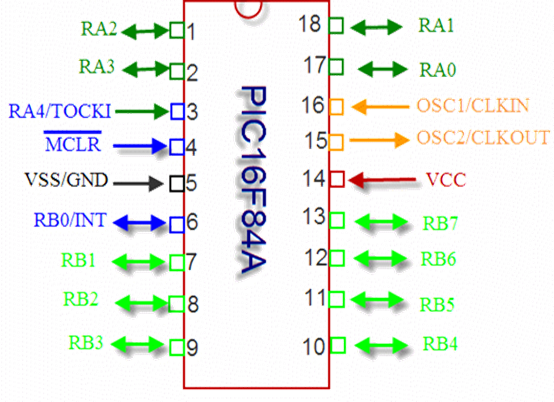 RA2 1 18 RA1
RA3 2 17 RA0
RA4/TOCKI 3 16 OSC1/CLKIN
MCLR 4 15 OSC2/CLKOUT
VSS/GND 5 14 VCC
RB0/INT 6 13 RB7
RB1 7 12 RB6
RB2 8 11 RB5
RB3 9 10 RB4
PIC16F84A